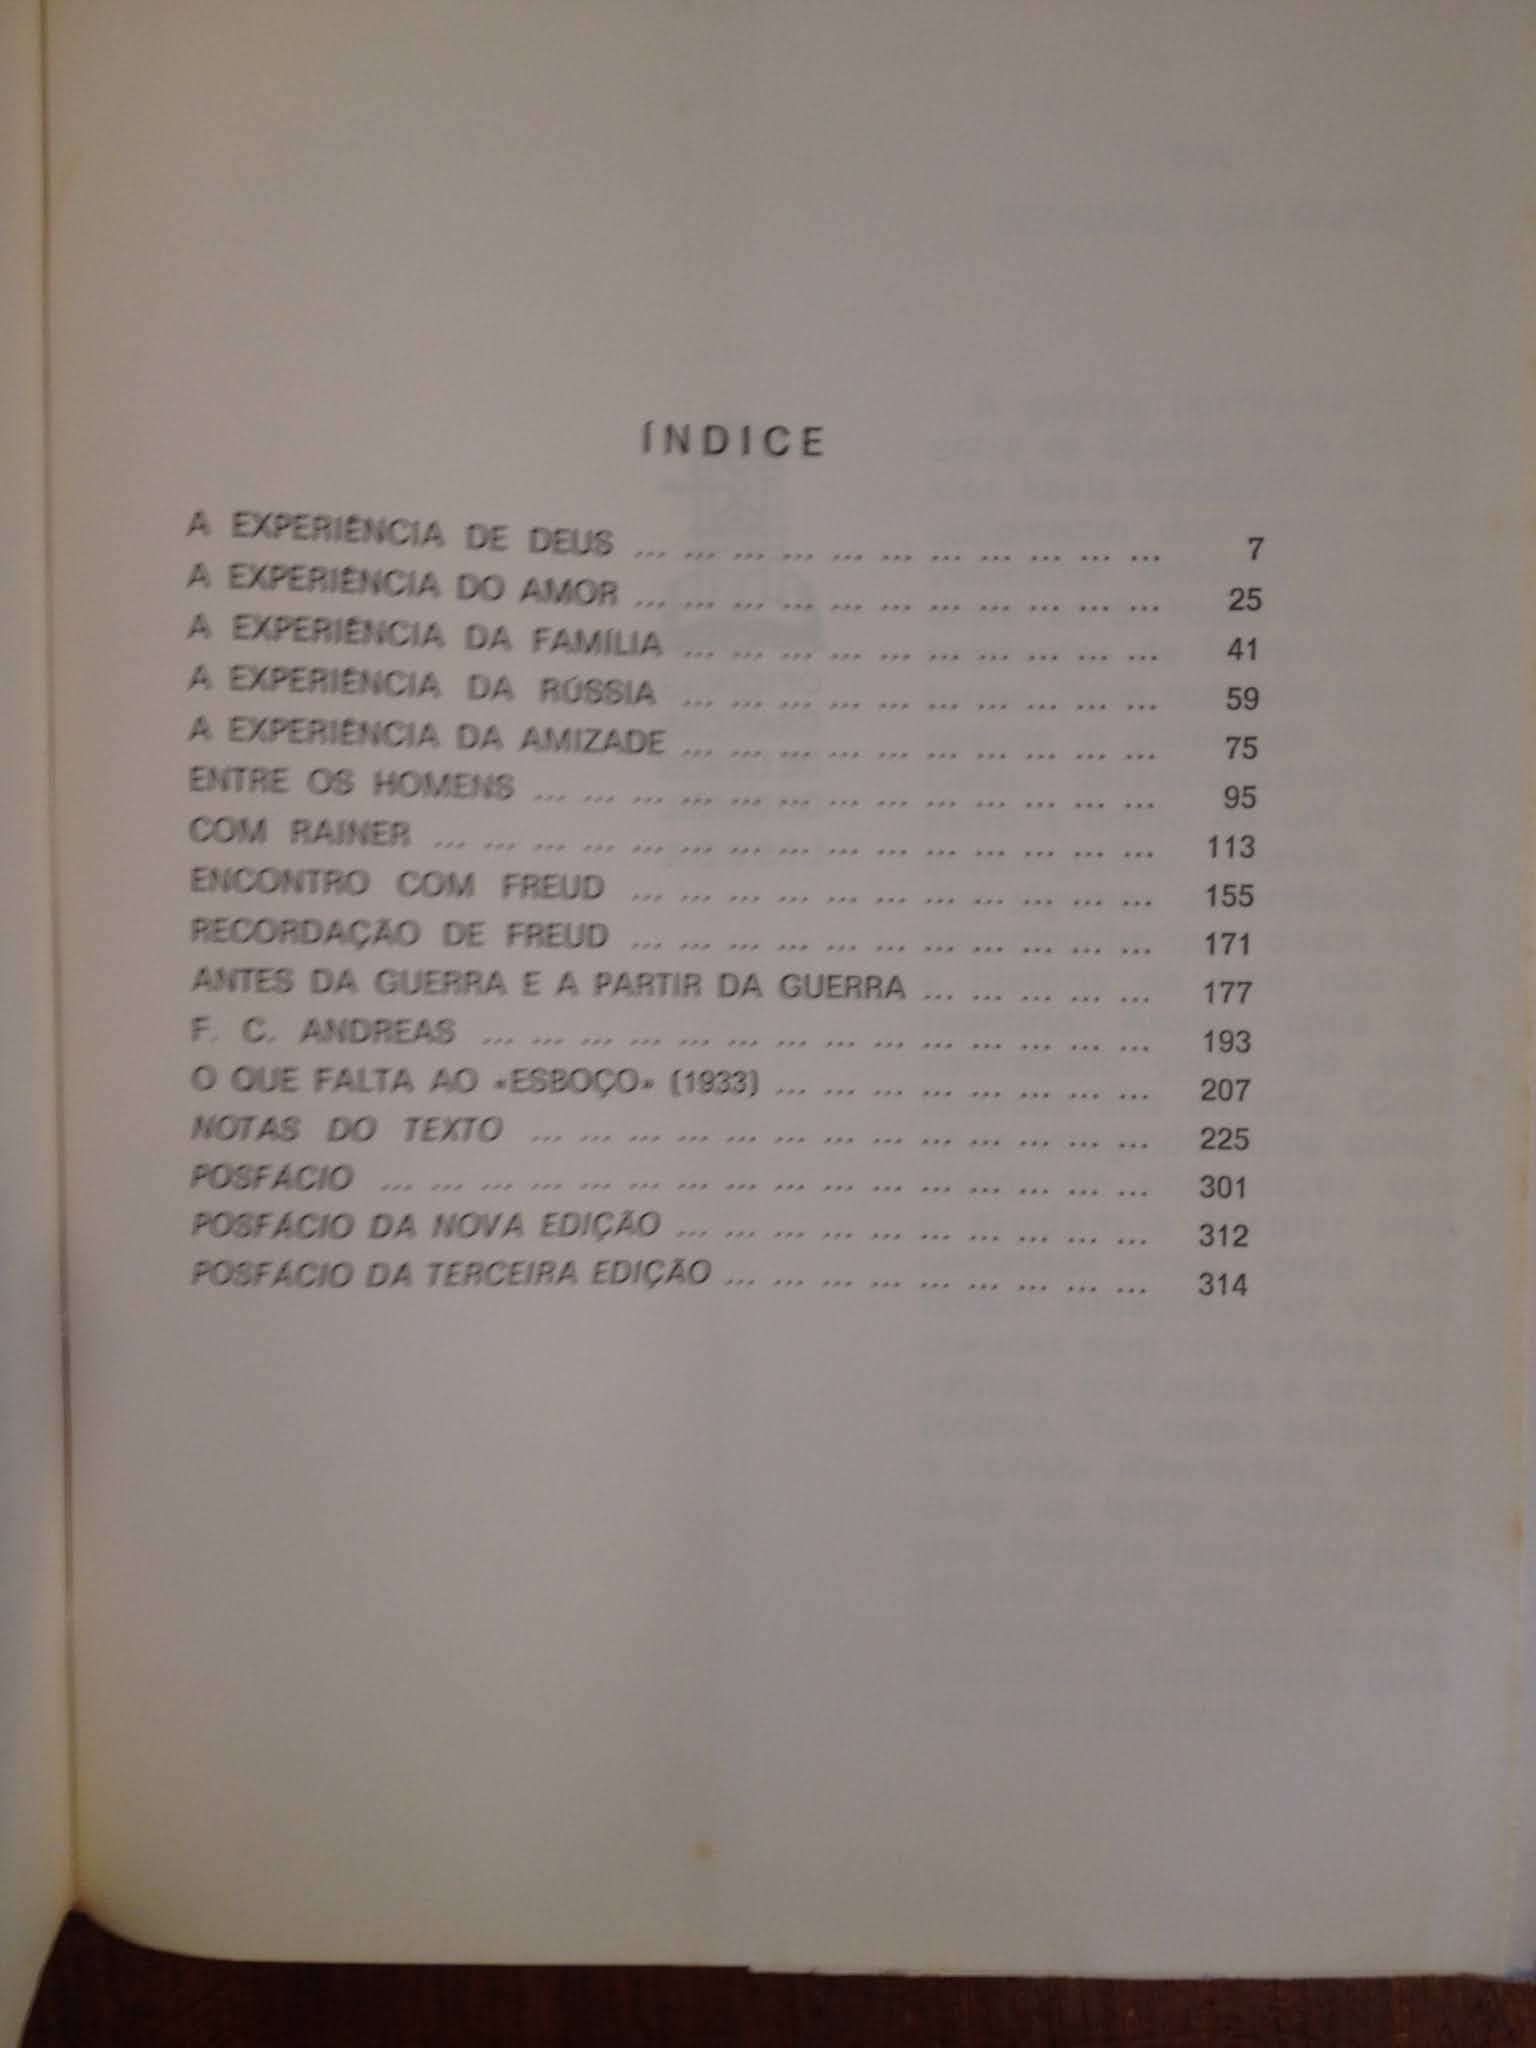 ÍNDICE
A EXPERIÊNCIA DE DEUS ... ... ... ... ... ... ... ... ... ... ... 7
A EXPERIÊNCIA DO AMOR ... ... ... ... ... ... ... ... ... ... ... 25
A EXPERIÊNCIA DA FAMÍLIA ... ... ... ... ... ... ... ... ... ... 41
A EXPERIÊNCIA DA RÚSSIA ... ... ... ... ... ... ... ... ... ... 59
A EXPERIÊNCIA DA AMIZADE ... ... ... ... ... ... ... ... ... ... 75
ENTRE OS HOMENS ... ... ... ... ... ... ... ... ... ... ... ... ... 95
COM RAINER ... ... ... ... ... ... ... ... ... ... ... ... ... ... ... 113
ENCONTRO COM FREUD ... ... ... ... ... ... ... ... ... ... ... 155
RECORDAÇÃO DE FREUD ... ... ... ... ... ... ... ... ... ... ... 171
ANTES DA GUERRA E A PARTIR DA GUERRA ... ... ... ... ... 177
F. C. ANDREAS ... ... ... ... ... ... ... ... ... ... ... ... ... ... 193
O QUE FALTA AO «ESBOÇO» (1933) ... ... ... ... ... ... ... ... 207
NOTAS DO TEXTO ... ... ... ... ... ... ... ... ... ... ... ... ... 225
POSFÁCIO ... ... ... ... ... ... ... ... ... ... ... ... ... ... ... ... 301
POSFÁCIO DA NOVA EDIÇÃO ... ... ... ... ... ... ... ... ... ... 312
POSFÁCIO DA TERCEIRA EDIÇÃO ... ... ... ... ... ... ... ... ... 314